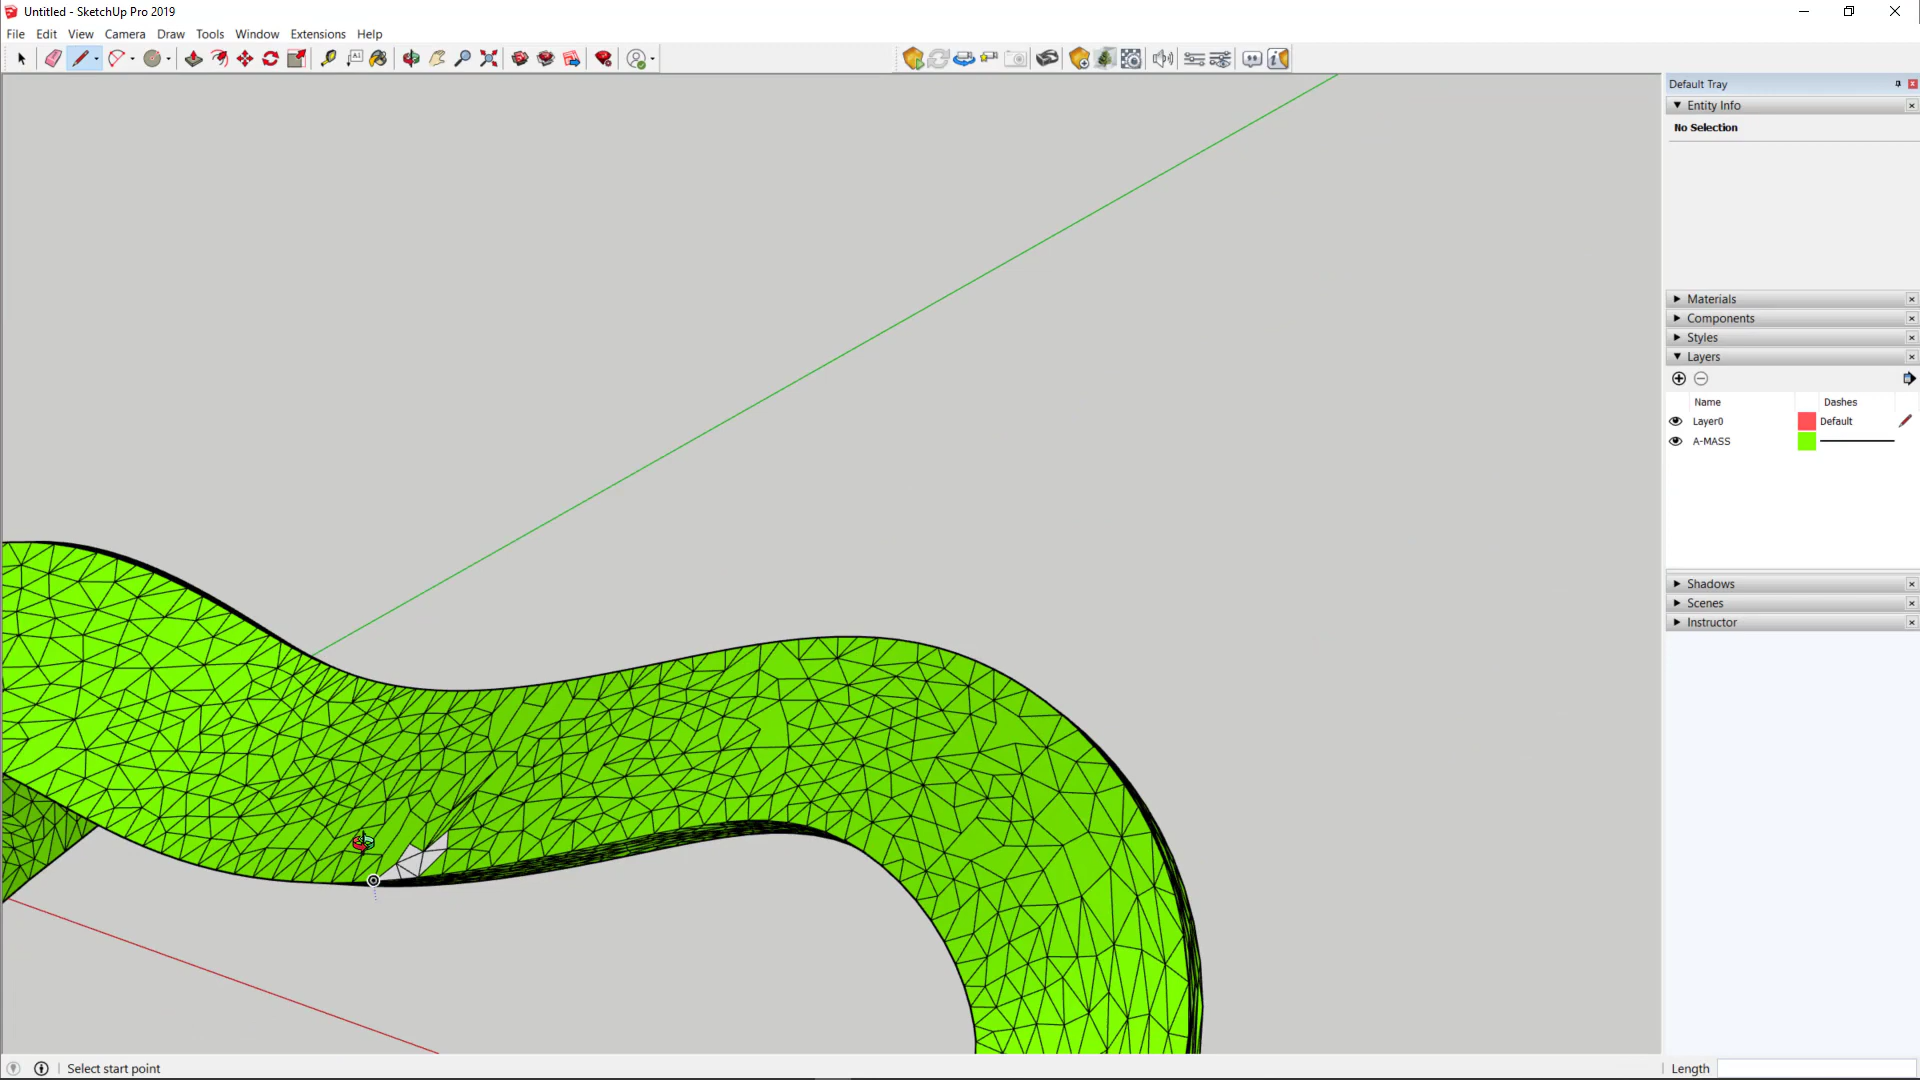 Untitled - SketchUp Pro 2019
File Edit View Camera Draw Tools Window Extensions Help
Default Tray
Entity Info
No Selection
Materials
Components
Styles
Layers
Name Dashes
Layer0 Default
A-MASS
Shadows
Scenes
Instructor
Select start point
Length